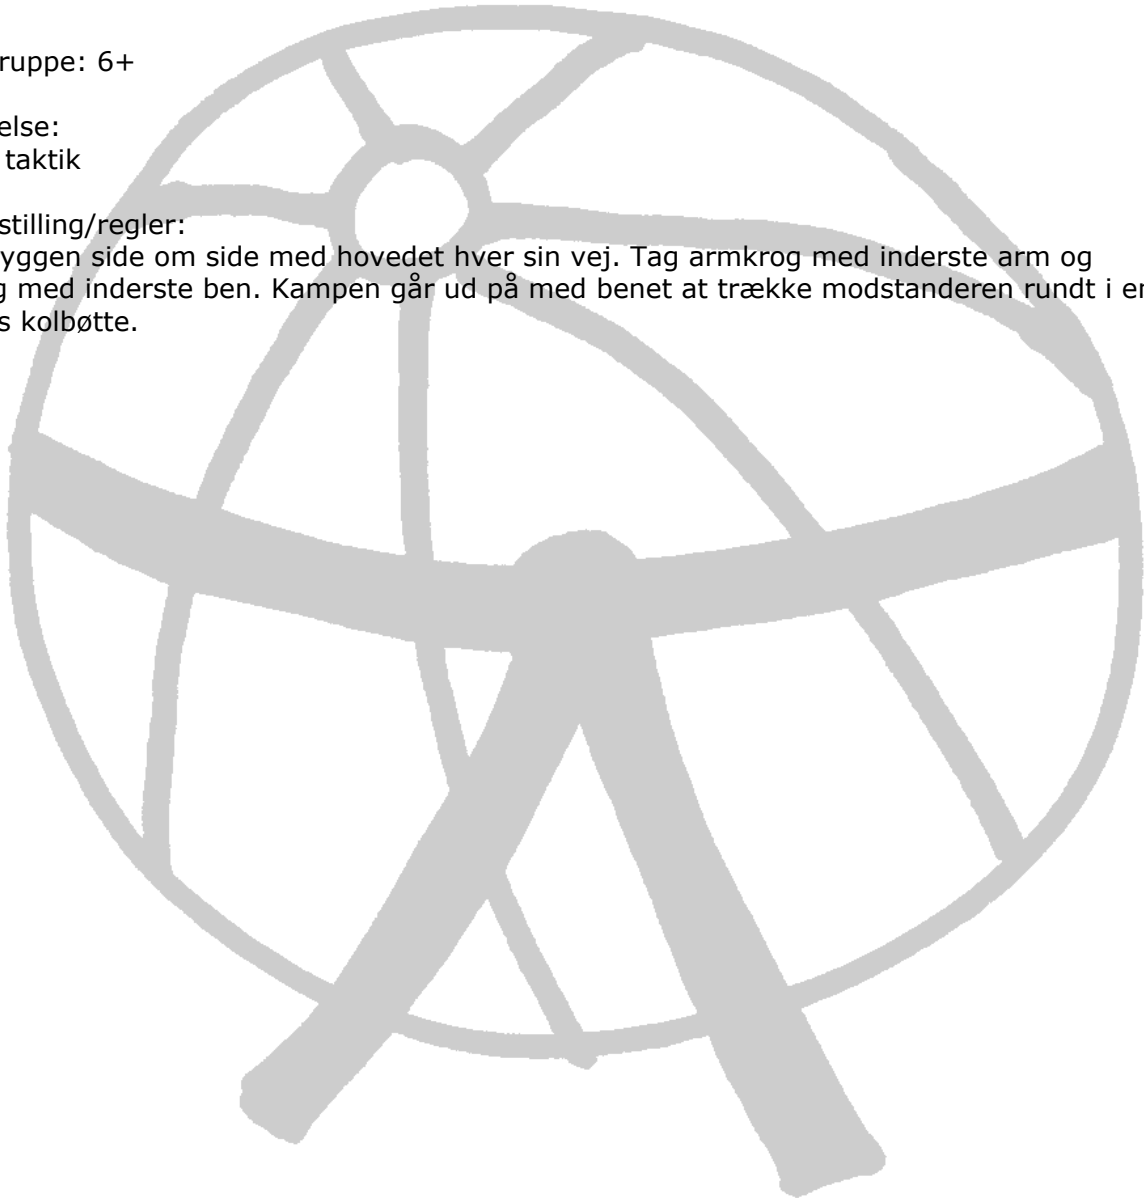 ruppe: 6+
else:
taktik
stilling/regler:
yggen side om side med hovedet hver sin vej. Tag armkrog med inderste arm og
g med inderste ben. Kampen går ud på med benet at trække modstanderen rundt i en
s kolbøtte.